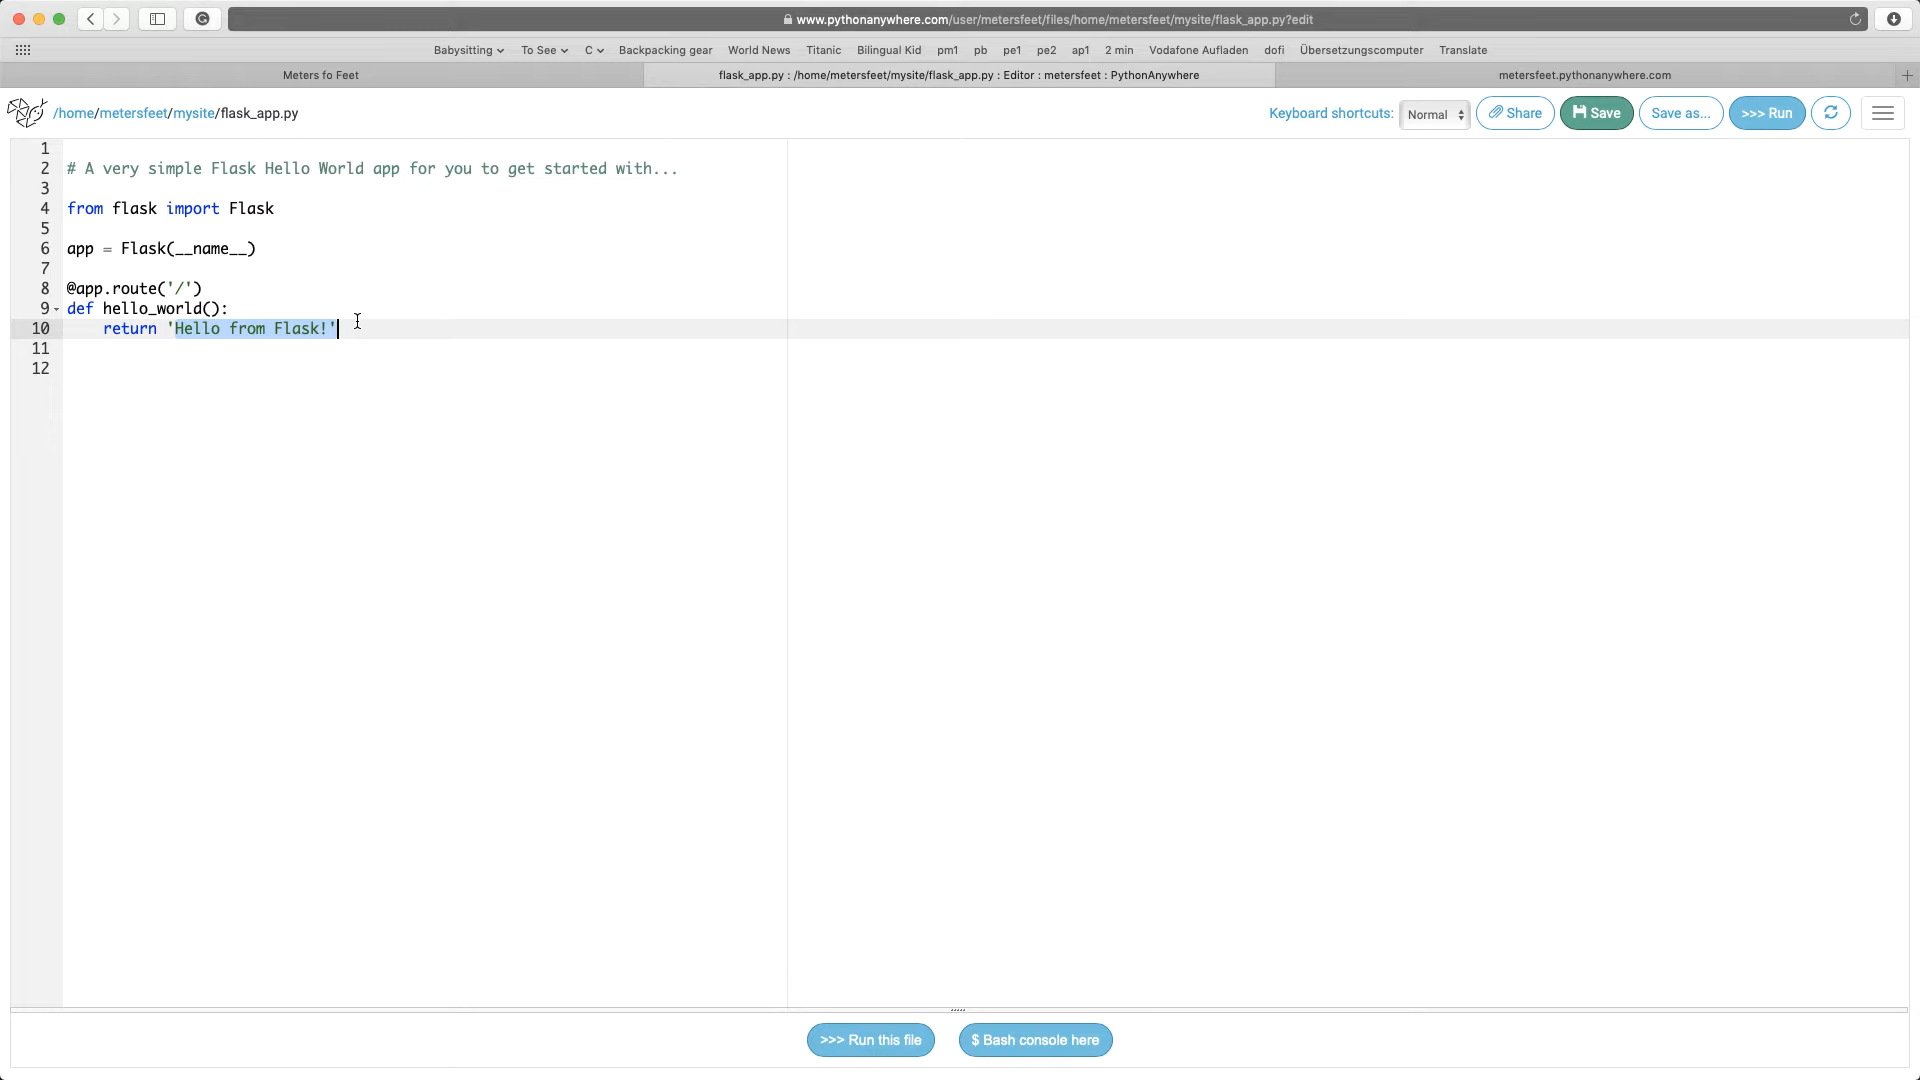 www.pythonanywhere.com/user/metersfeet/files/home/metersfeet/mysite/flask_app.py?edit
Babysitting To See C Backpacking gear World News Titanic Bilingual Kid pm1 pb pe1 pe2 ap1 2 min Vodafone Aufladen dofi Übersetzungscomputer Translate
Meters fo Feet flask_app.py : /home/metersfeet/mysite/flask_app.py : Editor : metersfeet : PythonAnywhere metersfeet.pythonanywhere.com
/home/metersfeet/mysite/flask_app.py Keyboard shortcuts: Normal Share Save Save as... >>> Run
1
2 # A very simple Flask Hello World app for you to get started with...
3
4 from flask import Flask
5
6 app = Flask(__name__)
7
8 @app.route('/')
9 def hello_world():
10 return 'Hello from Flask!'
11
12
>>> Run this file $ Bash console here